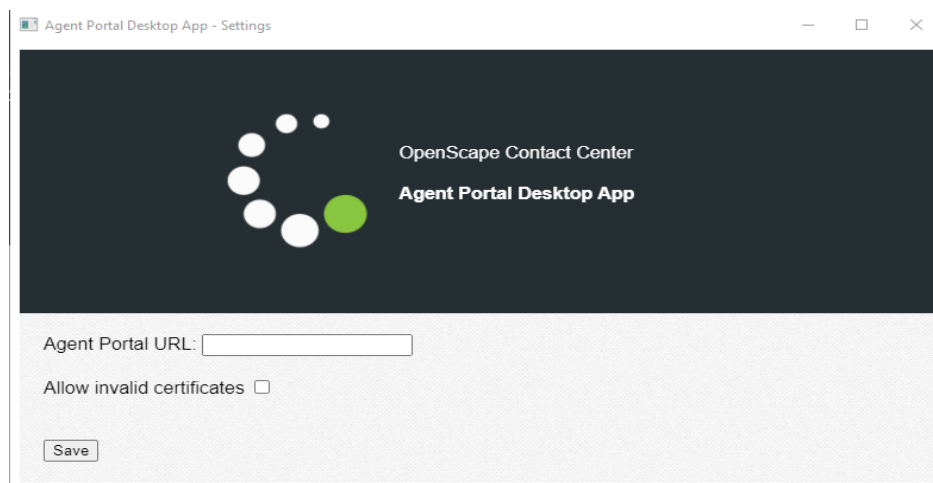 Agent Portal Desktop App - Settings
OpenScape Contact Center
Agent Portal Desktop App
Agent Portal URL:
Allow invalid certificates
Save